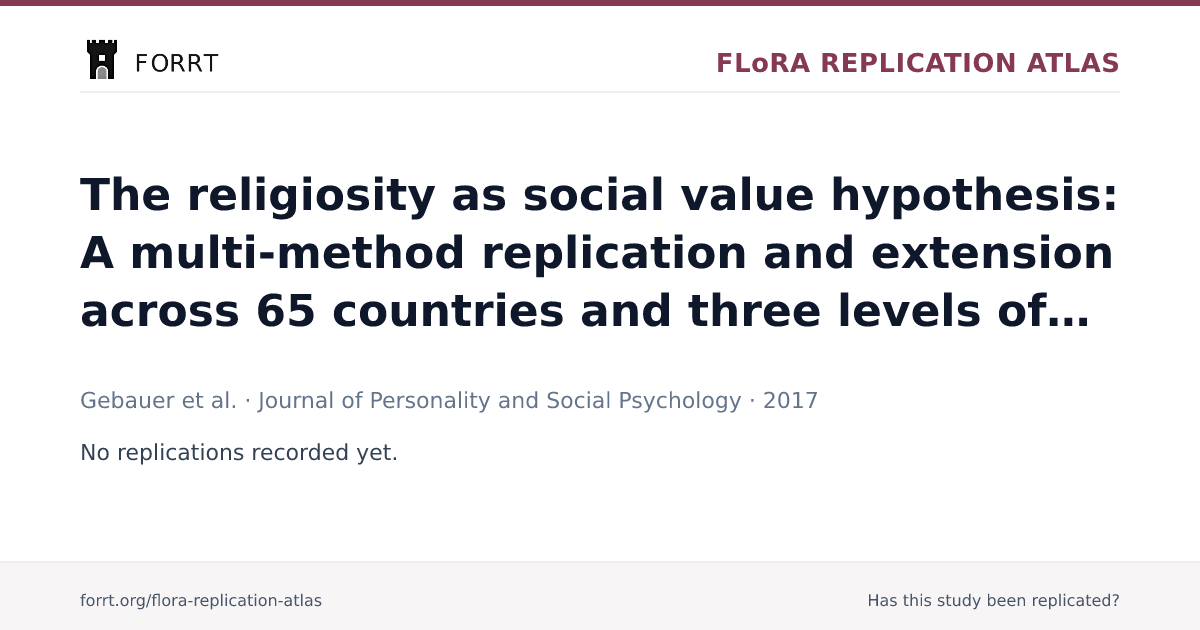 FORRT
FLoRA REPLICATION ATLAS
The religiosity as social value hypothesis:
A multi-method replication and extension
across 65 countries and three levels of…
Gebauer et al. · Journal of Personality and Social Psychology · 2017
No replications recorded yet.
forrt.org/flora-replication-atlas
Has this study been replicated?